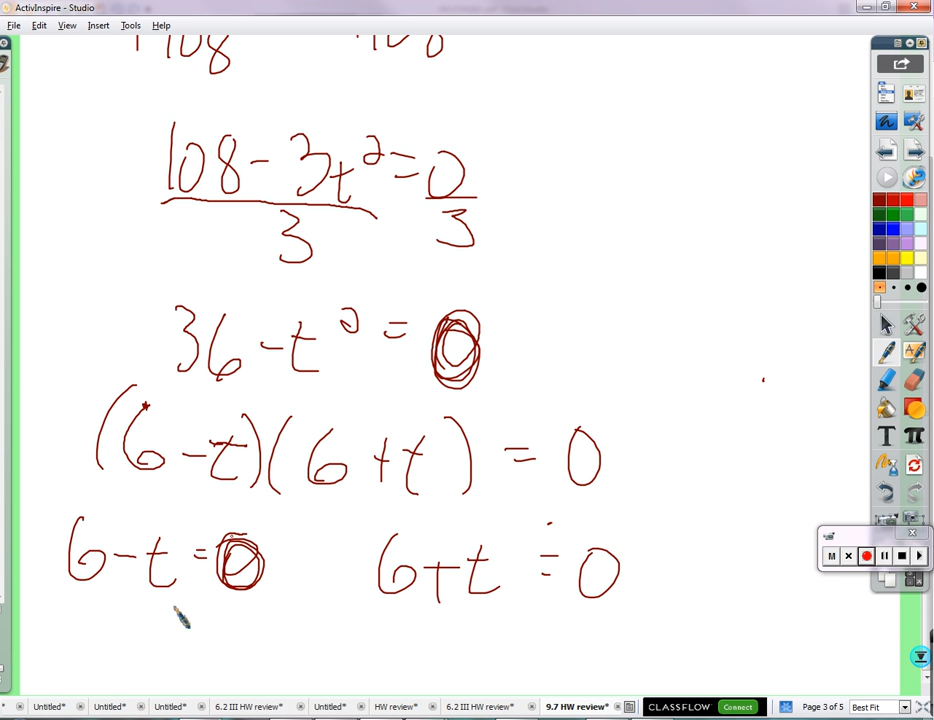 ActivInspire - Studio
File Edit View Insert Tools Help
108
108 - 3t² = 0
3 3
36 - t² = 0
(6 - t)(6 + t) = 0
6 - t = 0 6 + t = 0
M
Untitled* Untitled* Untitled* 6.2 III HW review* Untitled* HW review* 6.2 III HW review* 9.7 HW review* CLASSFLOW Connect Page 3 of 5 Best Fit